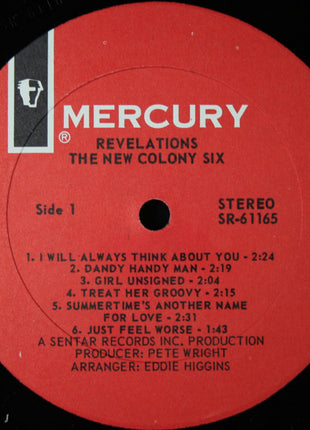 MERCURY
®
REVELATIONS
THE NEW COLONY SIX
Side 1
STEREO
SR-61165
1. I WILL ALWAYS THINK ABOUT YOU - 2:24
2. DANDY HANDY MAN - 2:19
3. GIRL UNSIGNED - 2:04
4. TREAT HER GROOVY - 2:15
5. SUMMERTIME'S ANOTHER NAME
FOR LOVE - 2:31
6. JUST FEEL WORSE - 1:43
A SENTAR RECORDS INC. PRODUCTION
PRODUCER: PETE WRIGHT
ARRANGER: EDDIE HIGGINS